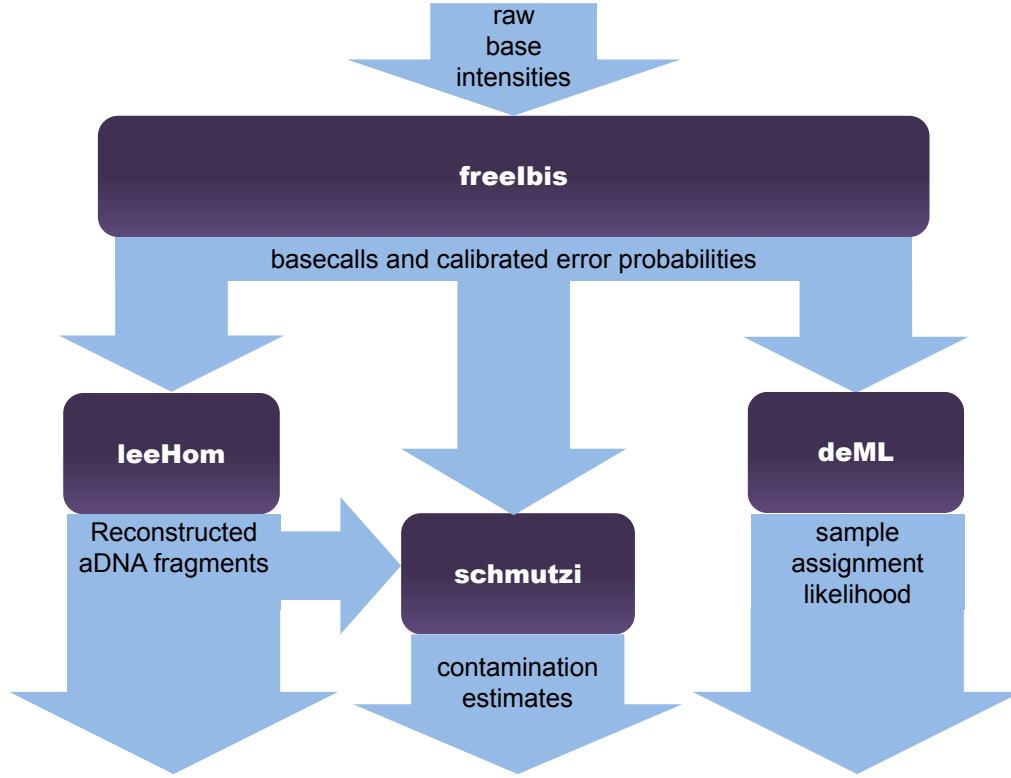 raw
base
intensities
freeIbis
basecalls and calibrated error probabilities
leeHom
deML
Reconstructed
aDNA fragments
schmutzi
sample
assignment
likelihood
contamination
estimates